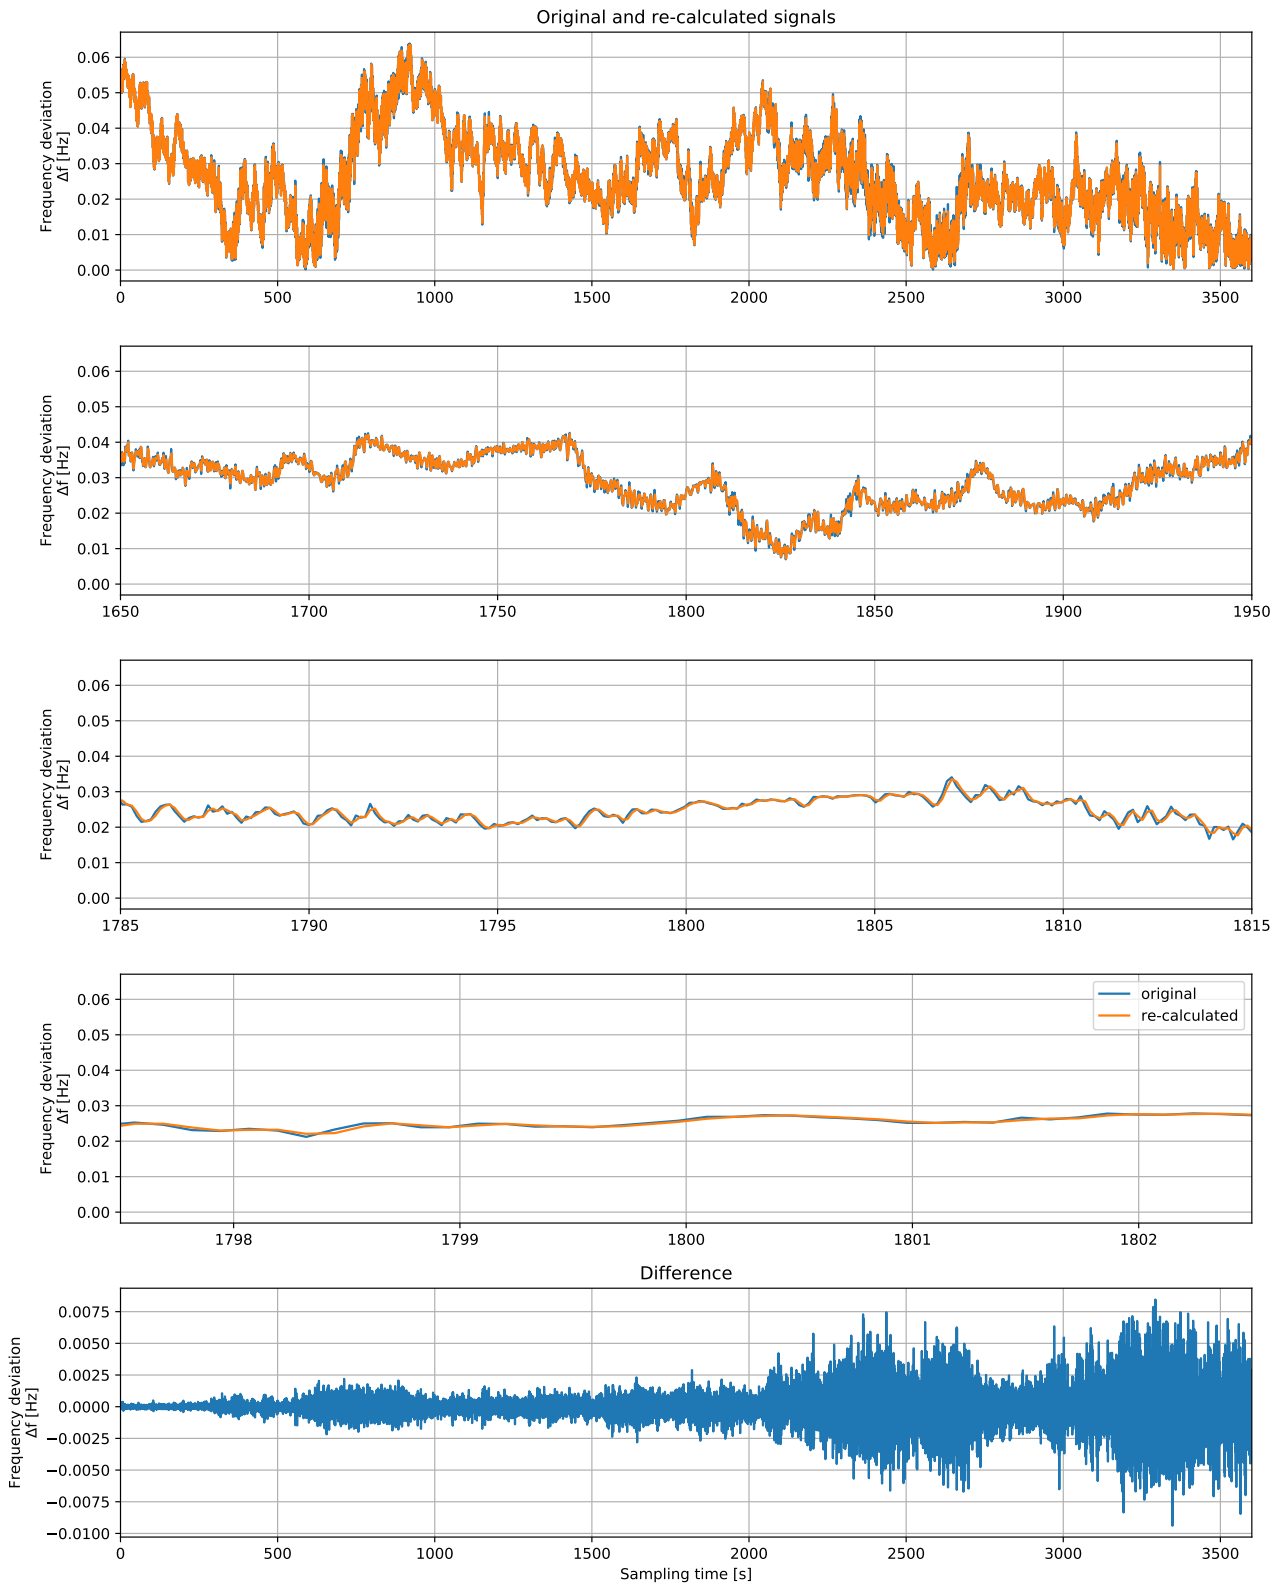 Original and re-calculated signals
Frequency deviation
Δf [Hz]
0.06
0.05
0.04
0.03
0.02
0.01
0.00
0 500 1000 1500 2000 2500 3000 3500
Frequency deviation
Δf [Hz]
0.06
0.05
0.04
0.03
0.02
0.01
0.00
1650 1700 1750 1800 1850 1900 1950
Frequency deviation
Δf [Hz]
0.06
0.05
0.04
0.03
0.02
0.01
0.00
1785 1790 1795 1800 1805 1810 1815
Frequency deviation
Δf [Hz]
0.06
0.05
0.04
0.03
0.02
0.01
0.00
original
re-calculated
1798 1799 1800 1801 1802
Difference
Frequency deviation
Δf [Hz]
0.0075
0.0050
0.0025
0.0000
−0.0025
−0.0050
−0.0075
−0.0100
0 500 1000 1500 2000 2500 3000 3500
Sampling time [s]